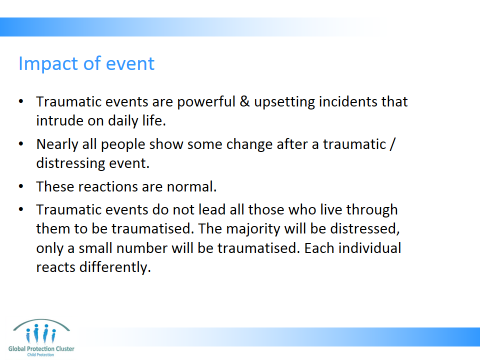 Impact of event
• Traumatic events are powerful & upsetting incidents that
intrude on daily life.
• Nearly all people show some change after a traumatic /
distressing event.
• These reactions are normal.
• Traumatic events do not lead all those who live through
them to be traumatised. The majority will be distressed,
only a small number will be traumatised. Each individual
reacts differently.
Global Protection Cluster
Child Protection